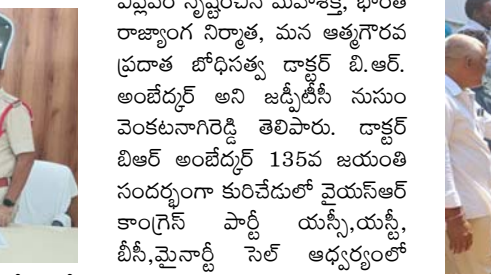 విప్లవం సృష్టించిన మహాశక్తి, భారత
రాజ్యాంగ నిర్మాత, మన ఆత్మగౌరవ
ప్రదాత బోధిసత్వ డాక్టర్ బి.ఆర్.
అంబేద్కర్ అని జడ్పీటీసీ నుసుం
వెంకటనాగిరెడ్డి తెలిపారు. డాక్టర్
బిఆర్ అంబేద్కర్ 135వ జయంతి
సందర్భంగా కురిచేడులో వైయస్ఆర్
కాంగ్రెస్ పార్టీ యస్సీ,యస్టీ,
బీసీ,మైనార్టీ సెల్ ఆధ్వర్యంలో